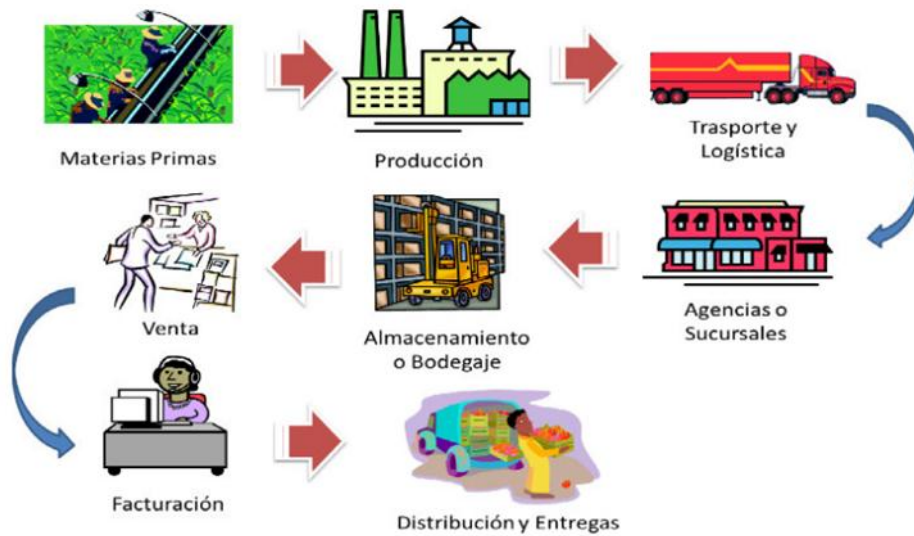 Materias Primas
Producción
Trasporte y
Logística
Agencias o
Sucursales
Almacenamiento
o Bodegaje
Venta
Facturación
Distribución y Entregas